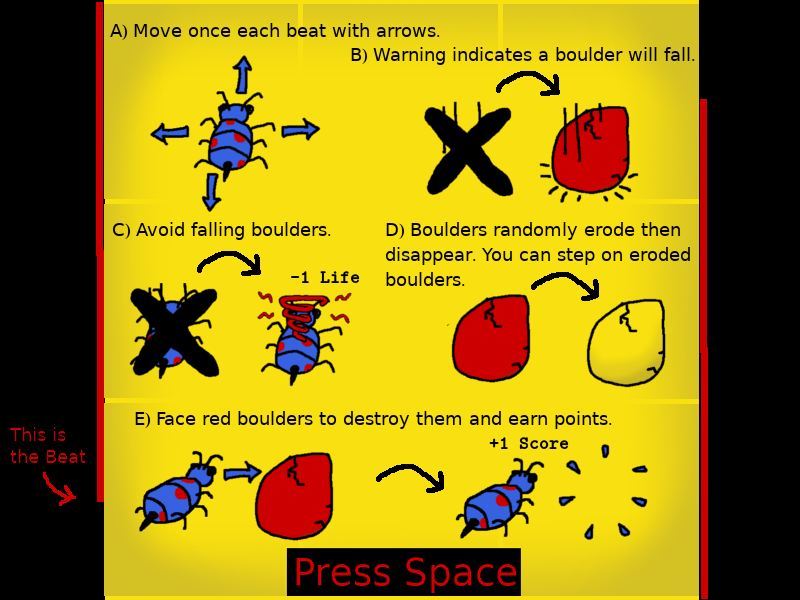 A) Move once each beat with arrows.
B) Warning indicates a boulder will fall.
C) Avoid falling boulders.
-1 Life
D) Boulders randomly erode then
disappear. You can step on eroded
boulders.
E) Face red boulders to destroy them and earn points.
+1 Score
This is
the Beat
Press Space